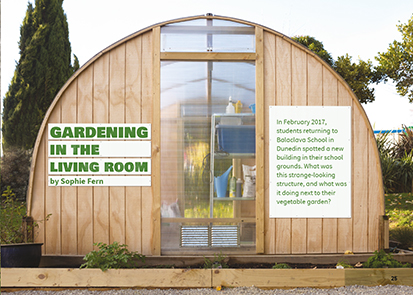 GARDENING
IN THE
LIVING ROOM
by Sophie Fern
In February 2017,
students returning to
Balaclava School in
Dunedin spotted a new
building in their school
grounds. What was
this strange-looking
structure, and what was
it doing next to their
vegetable garden?
25